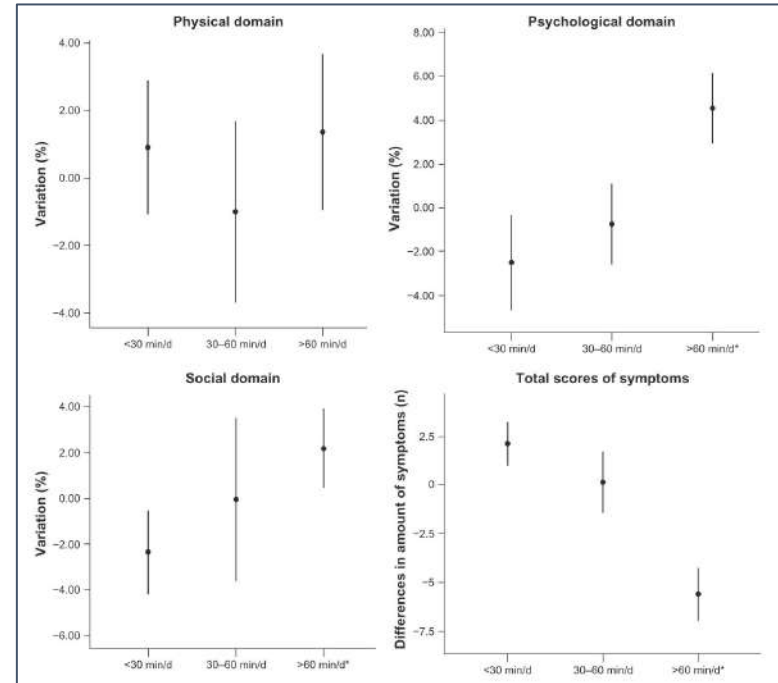 Physical domain
Variation (%)
4.00
2.00
0.00
−2.00
−4.00
<30 min/d
30–60 min/d
>60 min/d
Psychological domain
Variation (%)
8.00
6.00
4.00
2.00
0.00
−2.00
−4.00
<30 min/d
30–60 min/d
>60 min/d*
Social domain
Variation (%)
4.00
2.00
0.00
−2.00
−4.00
−6.00
<30 min/d
30–60 min/d
>60 min/d*
Total scores of symptoms
Differences in amount of symptoms (n)
2.5
0
−2.5
−5
−7.5
<30 min/d
30–60 min/d
>60 min/d*